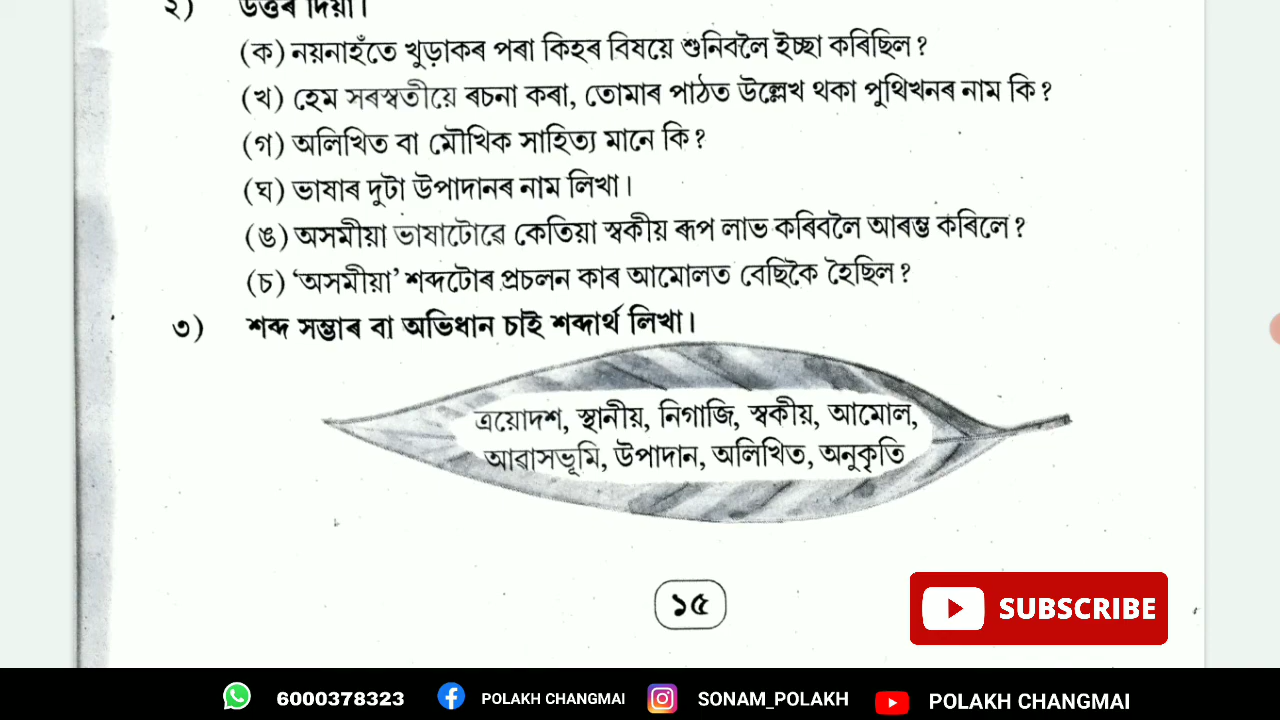 ২) উত্তৰ দিয়া।
(ক) নয়নাহঁতে খুড়াকৰ পৰা কিহৰ বিষয়ে শুনিবলৈ ইচ্ছা কৰিছিল?
(খ) হেম সৰস্বতীয়ে ৰচনা কৰা, তোমাৰ পাঠত উল্লেখ থকা পুথিখনৰ নাম কি?
(গ) অলিখিত বা মৌখিক সাহিত্য মানে কি?
(ঘ) ভাষাৰ দুটা উপাদানৰ নাম লিখা।
(ঙ) অসমীয়া ভাষাটোৱে কেতিয়া স্বকীয় ৰূপ লাভ কৰিবলৈ আৰম্ভ কৰিলে?
(চ) ‘অসমীয়া’ শব্দটোৰ প্ৰচলন কাৰ আমোলত বেছিকৈ হৈছিল?
৩) শব্দ সম্ভাৰ বা অভিধান চাই শব্দাৰ্থ লিখা।
ত্ৰয়োদশ, স্থানীয়, নিগাজি, স্বকীয়, আমোল,
আৱাসভূমি, উপাদান, অলিখিত, অনুকৃতি
১৫
SUBSCRIBE
6000378323 POLAKH CHANGMAI SONAM_POLAKH POLAKH CHANGMAI